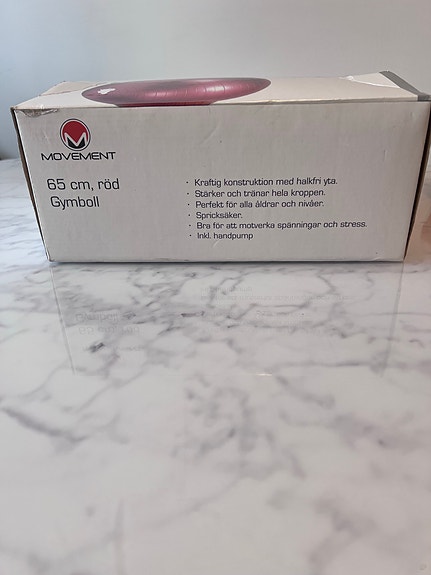 MOVEMENT
65 cm, röd
Gymboll
· Kraftig konstruktion med halkfri yta.
· Stärker och tränar hela kroppen.
· Perfekt för alla åldrar och nivåer.
· Spricksäker.
· Bra för att motverka spänningar och stress.
· Inkl. handpump